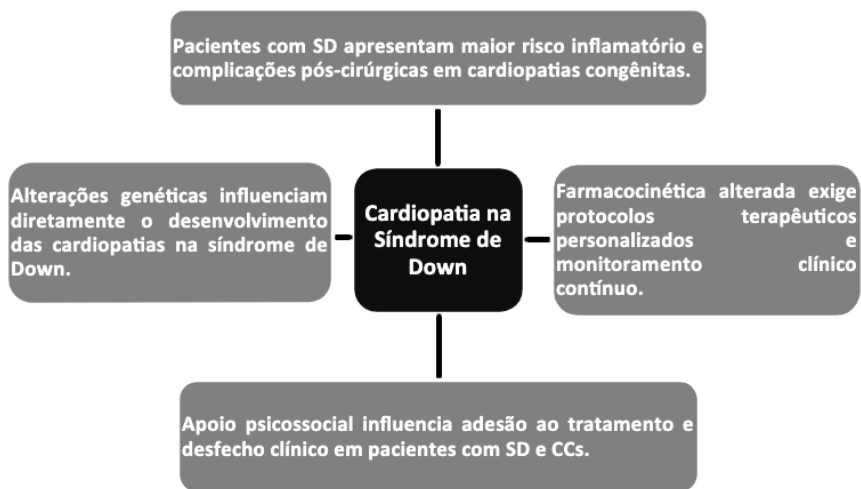 Pacientes com SD apresentam maior risco inflamatório e
complicações pós-cirúrgicas em cardiopatias congênitas.
Alterações genéticas influenciam
diretamente o desenvolvimento
das cardiopatias na síndrome de
Down.
Cardiopatia na
Síndrome de
Down
Farmacocinética alterada exige
protocolos terapêuticos
personalizados e
monitoramento clínico
contínuo.
Apoio psicossocial influencia adesão ao tratamento e
desfecho clínico em pacientes com SD e CCs.